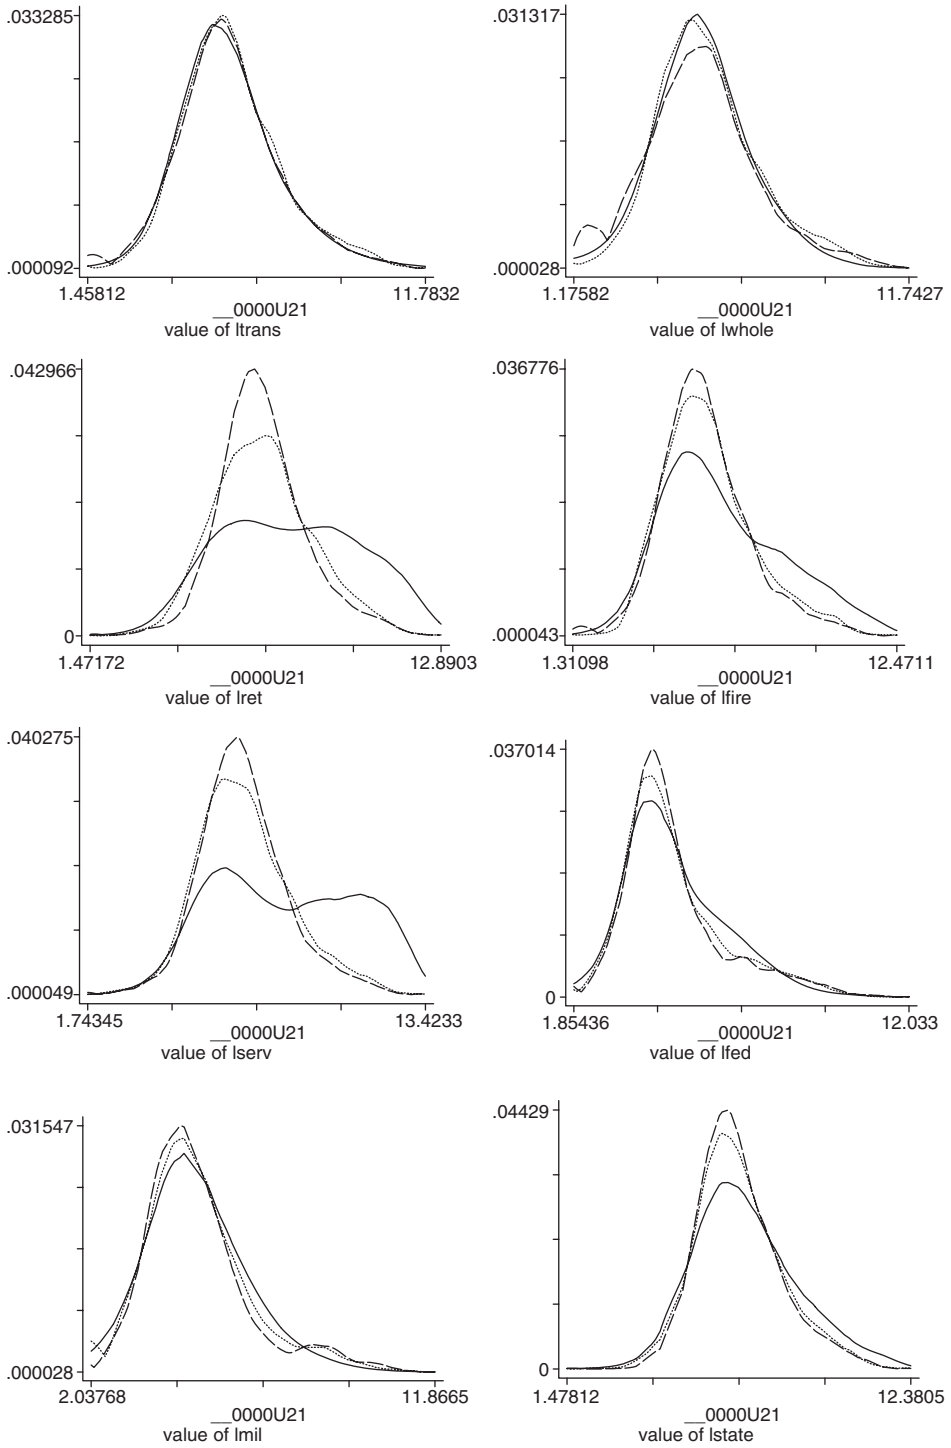 .033285
.000092
1.45812 11.7832
__0000U21
value of ltrans
.031317
.000028
1.17582 11.7427
__0000U21
value of lwhole
.042966
0
1.47172 12.8903
__0000U21
value of lret
.036776
.000043
1.31098 12.4711
__0000U21
value of lfire
.040275
.000049
1.74345 13.4233
__0000U21
value of lserv
.037014
0
1.85436 12.033
__0000U21
value of lfed
.031547
.000028
2.03768 11.8665
__0000U21
value of lmil
.04429
0
1.47812 12.3805
__0000U21
value of lstate